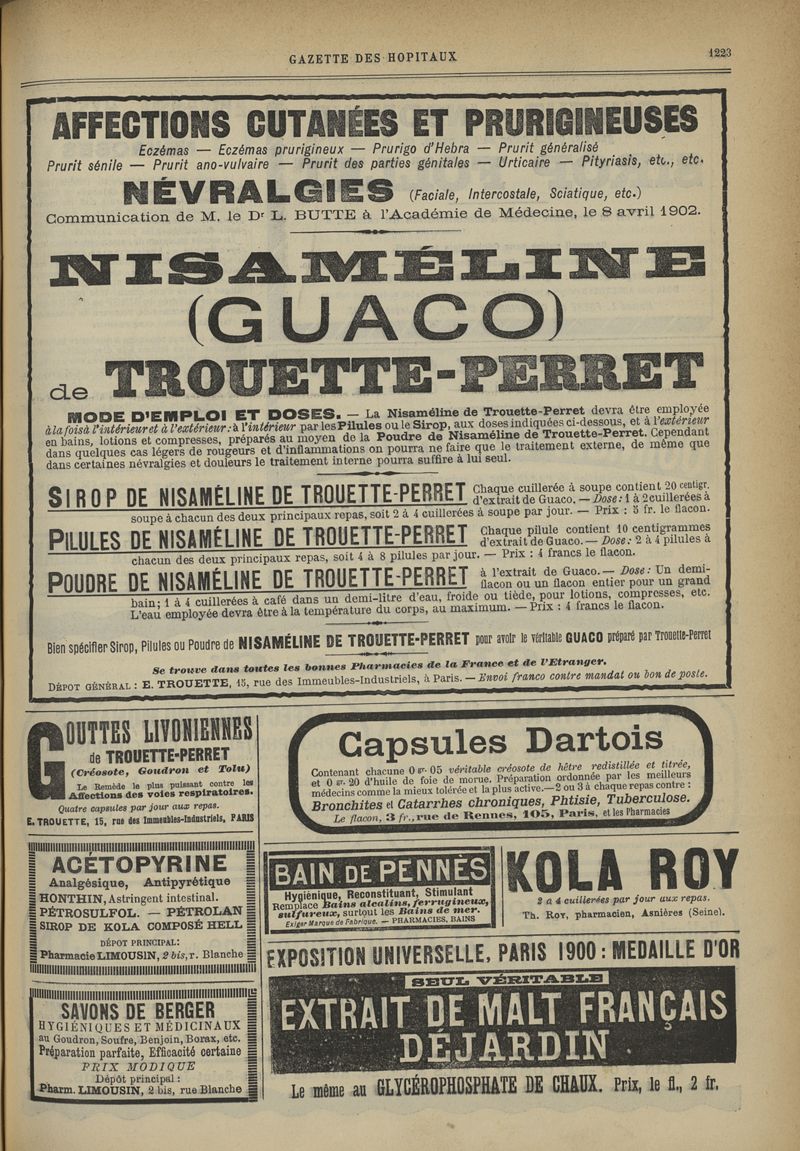 GAZETTE DES HOPITAUX
1223
AFFECTIONS CUTANÉES ET PRURIGINEUSES
Eczémas — Eczémas prurigineux — Prurigo d'Hebra — Prurit généralisé
Prurit sénile — Prurit ano-vulvaire — Prurit des parties génitales — Urticaire — Pityriasis, etc., etc.
NÉVRALGIES (Faciale, Intercostale, Sciatique, etc.)
Communication de M. le Dr L. BUTTE à l'Académie de Médecine, le 8 avril 1902.
NISAMÉLINE
(GUACO)
de TROUETTE-PERRET
MODE D'EMPLOI ET DOSES. — La Nisaméline de Trouette-Perret devra être employée
à la fois à l'intérieur et à l'extérieur : à l'intérieur par les Pilules ou le Sirop, aux doses indiquées ci-dessous, et à l'extérieur
en bains, lotions et compresses, préparés au moyen de la Poudre de Nisaméline de Trouette-Perret. Cependant
dans quelques cas légers de rougeurs et d'inflammations on pourra ne faire que le traitement externe, de même que
dans certaines névralgies et douleurs le traitement interne pourra suffire à lui seul.
SIROP DE NISAMÉLINE DE TROUETTE-PERRET Chaque cuillerée à soupe contient 20 centigr.
d'extrait de Guaco. — Dose: 1 à 2 cuillerées à
soupe à chacun des deux principaux repas, soit 2 à 4 cuillerées à soupe par jour. — Prix : 5 fr. le flacon.
PILULES DE NISAMÉLINE DE TROUETTE-PERRET Chaque pilule contient 10 centigrammes
d'extrait de Guaco. — Dose: 2 à 4 pilules à
chacun des deux principaux repas, soit 4 à 8 pilules par jour. — Prix : 4 francs le flacon.
POUDRE DE NISAMÉLINE DE TROUETTE-PERRET à l'extrait de Guaco. — Dose: Un demi-
flacon ou un flacon entier pour un grand
bain; 1 à 4 cuillerées à café dans un demi-litre d'eau, froide ou tiède, pour lotions, compresses, etc.
L'eau employée devra être à la température du corps, au maximum. — Prix : 4 francs le flacon.
Bien spécifier Sirop, Pilules ou Poudre de NISAMÉLINE DE TROUETTE-PERRET pour avoir le véritable GUACO préparé par Trouette-Perret
Se trouve dans toutes les bonnes Pharmacies de la France et de l'Etranger.
DÉPOT GÉNÉRAL : E. TROUETTE, 15, rue des Immeubles-Industriels, à Paris. — Envoi franco contre mandat ou bon de poste.
GOUTTES LIVONIENNES
de TROUETTE-PERRET
(Créosote, Goudron et Tolu)
Le Remède le plus puissant contre les
Affections des voies respiratoires.
Quatre capsules par jour aux repas.
E. TROUETTE, 15, rue des Immeubles-Industriels, PARIS
Capsules Dartois
Contenant chacune 0 gr. 05 véritable créosote de hêtre redistillée et titrée,
et 0 gr. 20 d'huile de foie de morue. Préparation ordonnée par les meilleurs
médecins comme la mieux tolérée et la plus active. — 2 ou 3 à chaque repas contre :
Bronchites et Catarrhes chroniques, Phtisie, Tuberculose.
Le flacon, 3 fr., rue de Rennes, 105, Paris, et les Pharmacies
ACÉTOPYRINE
Analgésique, Antipyrétique
HONTHIN, Astringent intestinal.
PÉTROSULFOL. — PÉTROLAN
SIROP DE KOLA COMPOSÉ HELL
DÉPOT PRINCIPAL:
Pharmacie LIMOUSIN, 2 bis, r. Blanche
BAIN DE PENNÈS
Hygiénique, Reconstituant, Stimulant
Remplace Bains alcalins, ferrugineux,
sulfureux, surtout les Bains de mer.
Exiger Marque de Fabrique. — PHARMACIES, BAINS
KOLA ROY
2 a 4 cuillerées par jour aux repas.
Th. ROY, pharmacien, Asnières (Seine).
SAVONS DE BERGER
HYGIÉNIQUES ET MÉDICINAUX
au Goudron, Soufre, Benjoin, Borax, etc.
Préparation parfaite, Efficacité certaine
PRIX MODIQUE
Dépôt principal :
Pharm. LIMOUSIN, 2 bis, rue Blanche
EXPOSITION UNIVERSELLE, PARIS 1900 : MEDAILLE D'OR
SEUL VÉRITABLE
EXTRAIT DE MALT FRANÇAIS
DÉJARDIN
Le même au GLYCÉROPHOSPHATE DE CHAUX. Prix, le fl., 2 fr.